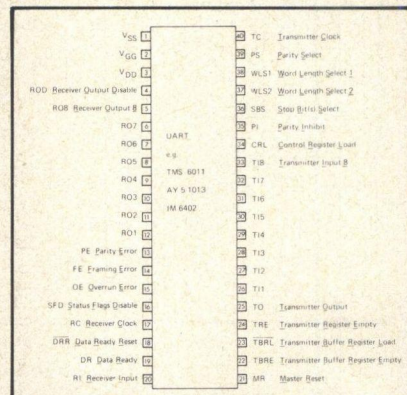 VSS 1
VGG 2
VDD 3
ROD Receiver Output Disable 4
ROB Receiver Output B 5
RO7 6
RO6 7
RO5 8
RO4 9
RO3 10
RO2 11
RO1 12
PE Parity Error 13
FE Framing Error 14
OE Overrun Error 15
SFD Status Flags Disable 16
RC Receiver Clock 17
DRR Data Ready Reset 18
DR Data Ready 19
RI Receiver Input 20
UART
e.g.
TMS 6011
AY 5 1013
IM 6402
40 TC Transmitter Clock
39 PS Parity Select
38 WLS1 Word Length Select 1
37 WLS2 Word Length Select 2
36 SBS Stop Bit(s) Select
35 PI Parity Inhibit
34 CRL Control Register Load
33 TI8 Transmitter Input 8
32 TI7
31 TI6
30 TI5
29 TI4
28 TI3
27 TI2
26 TI1
25 TO Transmitter Output
24 TRE Transmitter Register Empty
23 TBRL Transmitter Buffer Register Load
22 TBRE Transmitter Buffer Register Empty
21 MR Master Reset